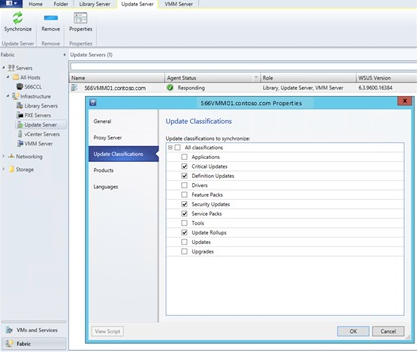 Home Folder Library Server Update Server VMM Server
Synchronize Remove Properties
Update Server Remove Properties
Fabric
Update Servers (1)
Servers
All Hosts
S66CCL
Infrastructure
Library Servers
PXE Servers
Update Server
vCenter Servers
VMM Server
Networking
Storage
Name Agent Status Role WSUS Version
S66VMM01.contoso.com Responding Library, Update Server, VMM Server 6.3.9600.16384
S66VMM01.contoso.com Properties
General
Proxy Server
Update Classifications
Products
Languages
Update Classifications
Update classifications to synchronize:
All classifications
Applications
Critical Updates
Definition Updates
Drivers
Feature Packs
Security Updates
Service Packs
Tools
Update Rollups
Updates
Upgrades
View Script OK Cancel
VMs and Services
Fabric